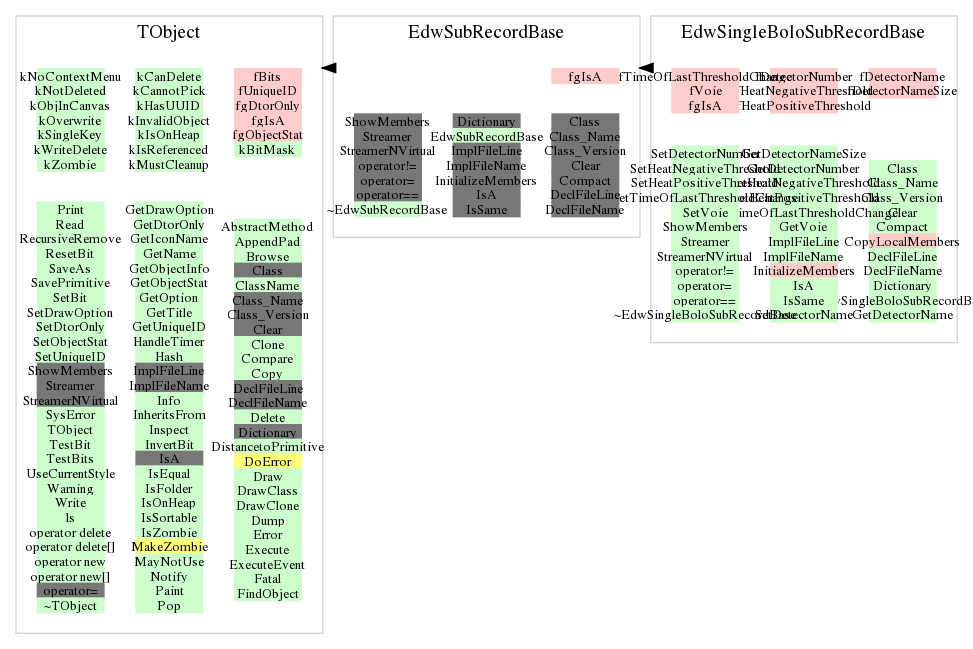 TObject
kNoContextMenu
kNotDeleted
kObjInCanvas
kOverwrite
kSingleKey
kWriteDelete
kZombie
kCanDelete
kCannotPick
kHasUUID
kInvalidObject
kIsOnHeap
kIsReferenced
kMustCleanup
fBits
fUniqueID
fgDtorOnly
fgIsA
fgObjectStat
kBitMask
Print
Read
RecursiveRemove
ResetBit
SaveAs
SavePrimitive
SetBit
SetDrawOption
SetDtorOnly
SetObjectStat
SetUniqueID
ShowMembers
Streamer
StreamerNVirtual
SysError
TObject
TestBit
TestBits
UseCurrentStyle
Warning
Write
ls
operator delete
operator delete[]
operator new
operator new[]
operator=
~TObject
GetDrawOption
GetDtorOnly
GetIconName
GetName
GetObjectInfo
GetObjectStat
GetOption
GetTitle
GetUniqueID
HandleTimer
Hash
ImplFileLine
ImplFileName
Info
InheritsFrom
Inspect
InvertBit
IsA
IsEqual
IsFolder
IsOnHeap
IsSortable
IsZombie
MakeZombie
MayNotUse
Notify
Paint
Pop
AbstractMethod
AppendPad
Browse
Class
ClassName
Class_Name
Class_Version
Clear
Clone
Compare
Copy
DeclFileLine
DeclFileName
Delete
Dictionary
DistancetoPrimitive
DoError
Draw
DrawClass
DrawClone
Dump
Error
Execute
ExecuteEvent
Fatal
FindObject
EdwSubRecordBase
fgIsA
ShowMembers
Streamer
StreamerNVirtual
operator!=
operator=
operator==
~EdwSubRecordBase
Dictionary
EdwSubRecordBase
ImplFileLine
ImplFileName
InitializeMembers
IsA
IsSame
Class
Class_Name
Class_Version
Clear
Compact
DeclFileLine
DeclFileName
EdwSingleBoloSubRecordBase
fTimeOfLastThresholdChange
fVoie
fgIsA
fDetectorNumber
fHeatNegativeThreshold
fHeatPositiveThreshold
fDetectorName
fDetectorNameSize
SetDetectorNumber
SetHeatNegativeThreshold
SetHeatPositiveThreshold
SetTimeOfLastThresholdChange
SetVoie
ShowMembers
Streamer
StreamerNVirtual
operator!=
operator=
operator==
~EdwSingleBoloSubRecordBase
GetDetectorNameSize
GetDetectorNumber
GetHeatNegativeThreshold
GetHeatPositiveThreshold
GetTimeOfLastThresholdChange
GetVoie
ImplFileLine
ImplFileName
InitializeMembers
IsA
IsSame
SetDetectorName
Class
Class_Name
Class_Version
Clear
Compact
CopyLocalMembers
DeclFileLine
DeclFileName
Dictionary
GetDetectorName